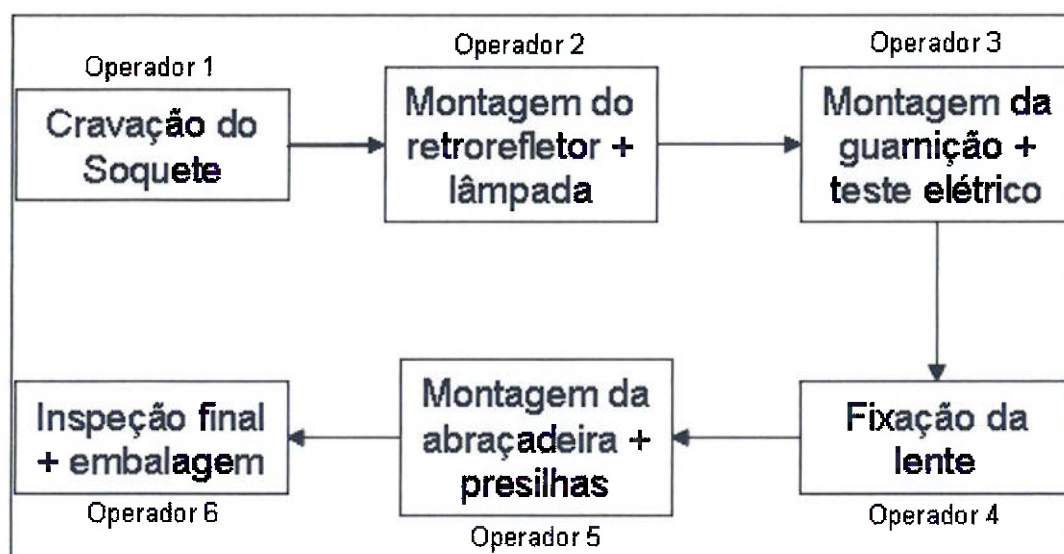 Operador 1
Cravação do
Soquete
Operador 2
Montagem do
retrorefletor +
lâmpada
Operador 3
Montagem da
guarnição +
teste elétrico
Fixação da
lente
Operador 4
Montagem da
abraçadeira +
presilhas
Operador 5
Inspeção final
+ embalagem
Operador 6